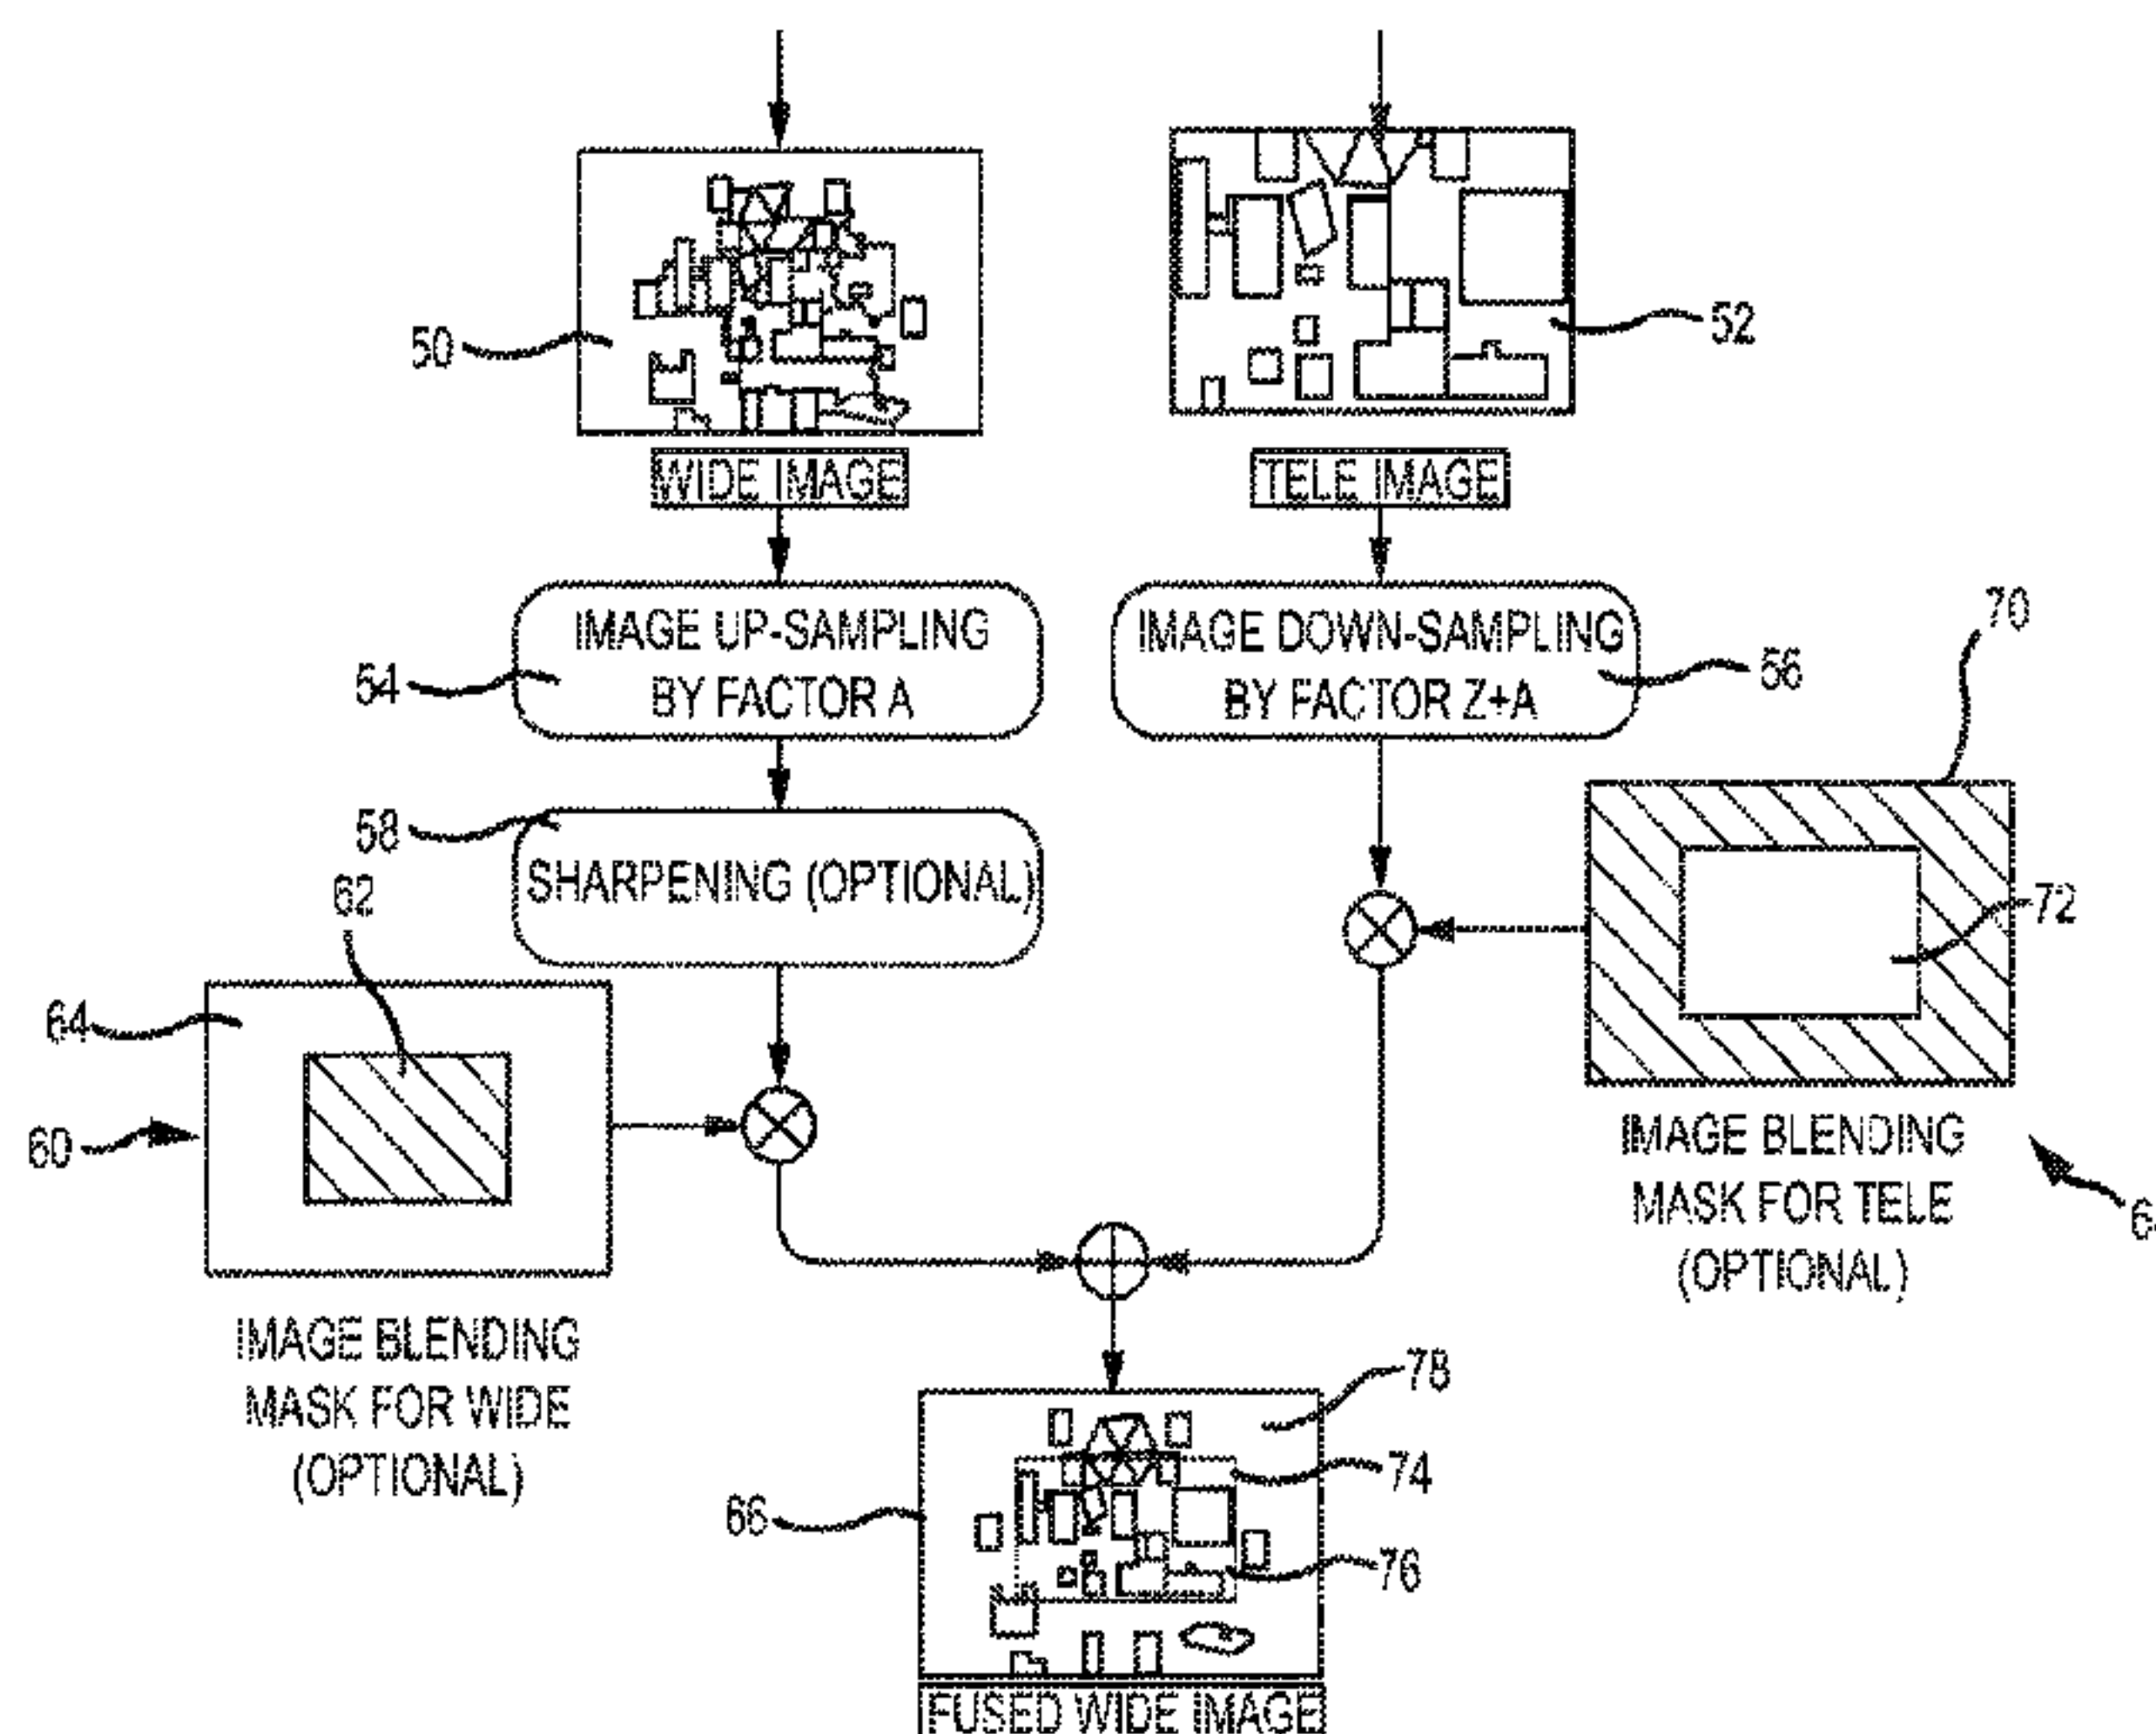 50
52
WIDE IMAGE
TELE IMAGE
IMAGE UP-SAMPLING
BY FACTOR A
54
IMAGE DOWN-SAMPLING
BY FACTOR Z+A
56
70
58
SHARPENING (OPTIONAL)
62
72
64
60
IMAGE BLENDING
MASK FOR TELE
(OPTIONAL)
IMAGE BLENDING
MASK FOR WIDE
(OPTIONAL)
78
74
66
76
FUSED WIDE IMAGE